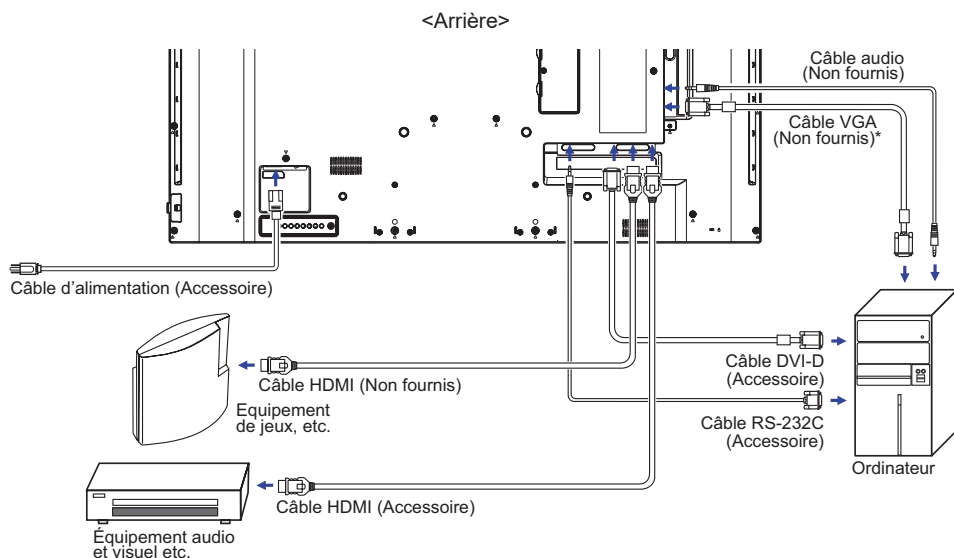 <Arrière>
Câble audio
(Non fournis)
Câble VGA
(Non fournis)*
Câble d’alimentation (Accessoire)
Câble HDMI (Non fournis)
Equipement
de jeux, etc.
Câble DVI-D
(Accessoire)
Câble RS-232C
(Accessoire)
Ordinateur
Câble HDMI (Accessoire)
Équipement audio
et visuel etc.